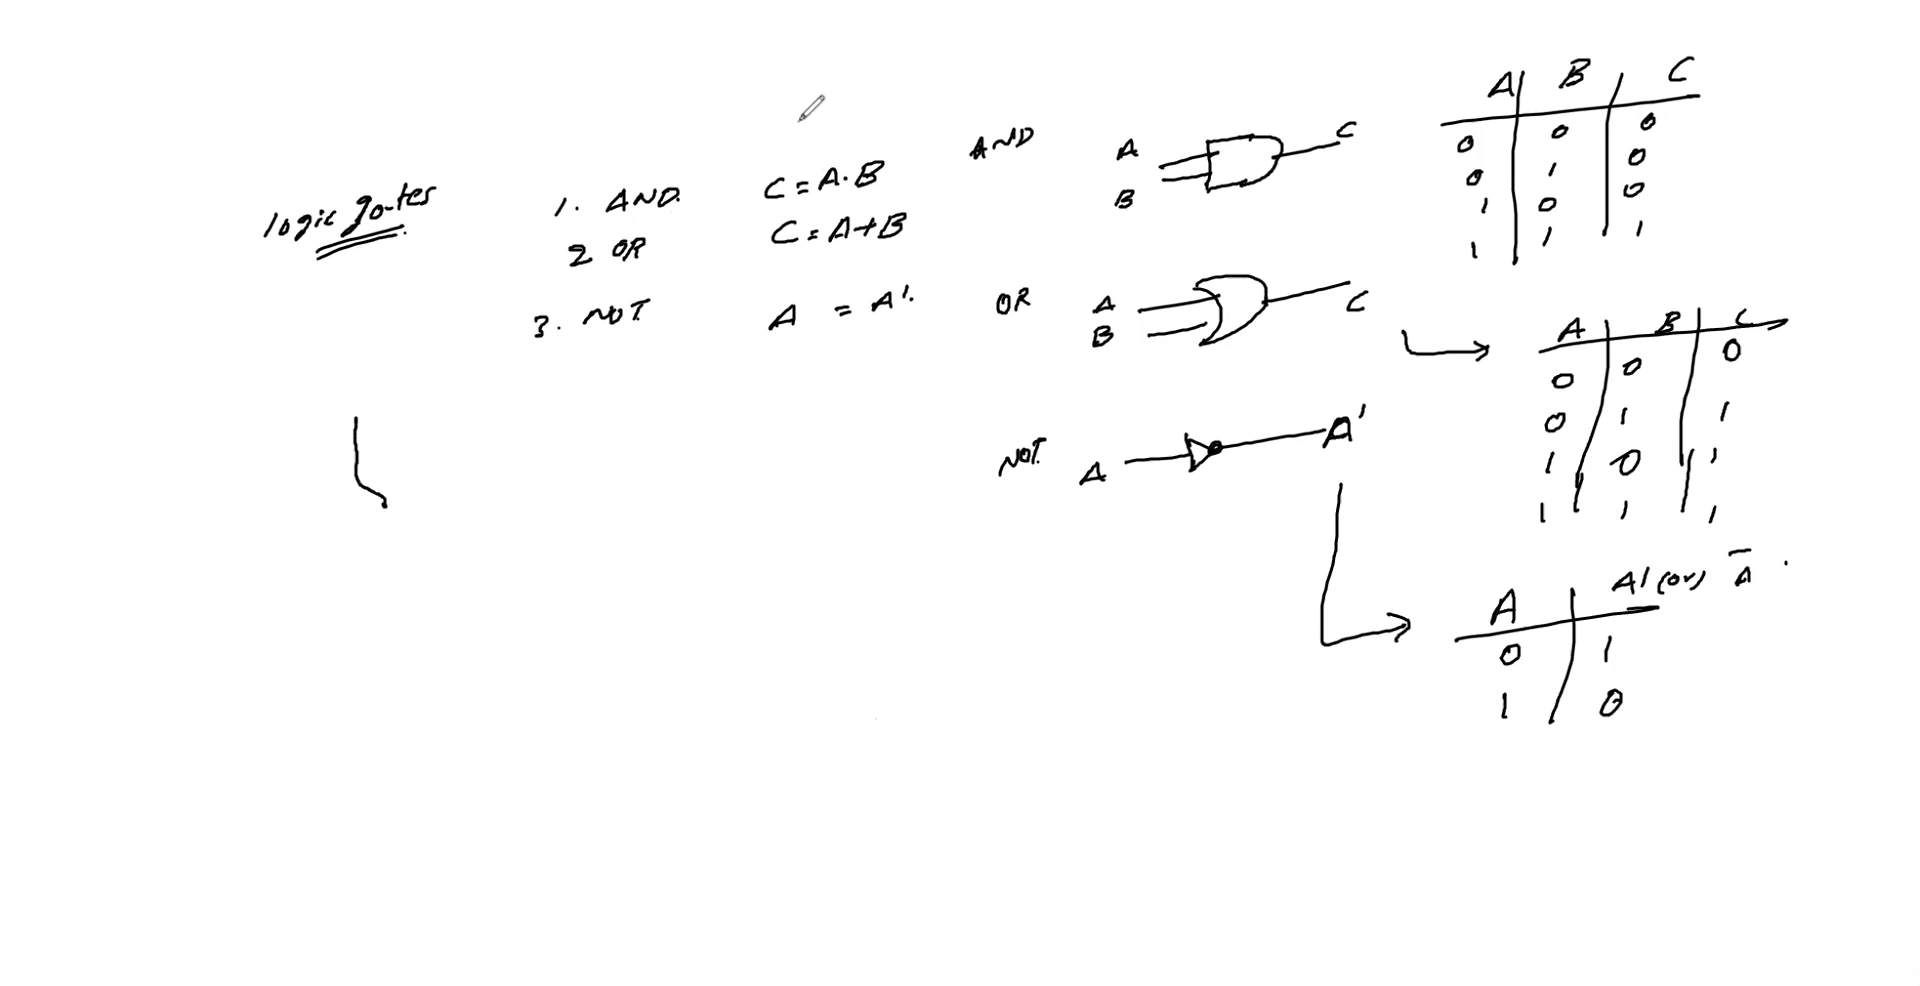 logic gates
1. AND.
2 OR
3. NOT
C = A.B
C = A+B
A = A'.
AND
A
B
C
OR
A
B
C
NOT.
A
A'
A B C
0 0 0
0 1 0
1 0 0
1 1 1
A B C
0 0 0
0 1 1
1 0 1
1 1 1
A A' (or) A̅ .
0 1
1 0